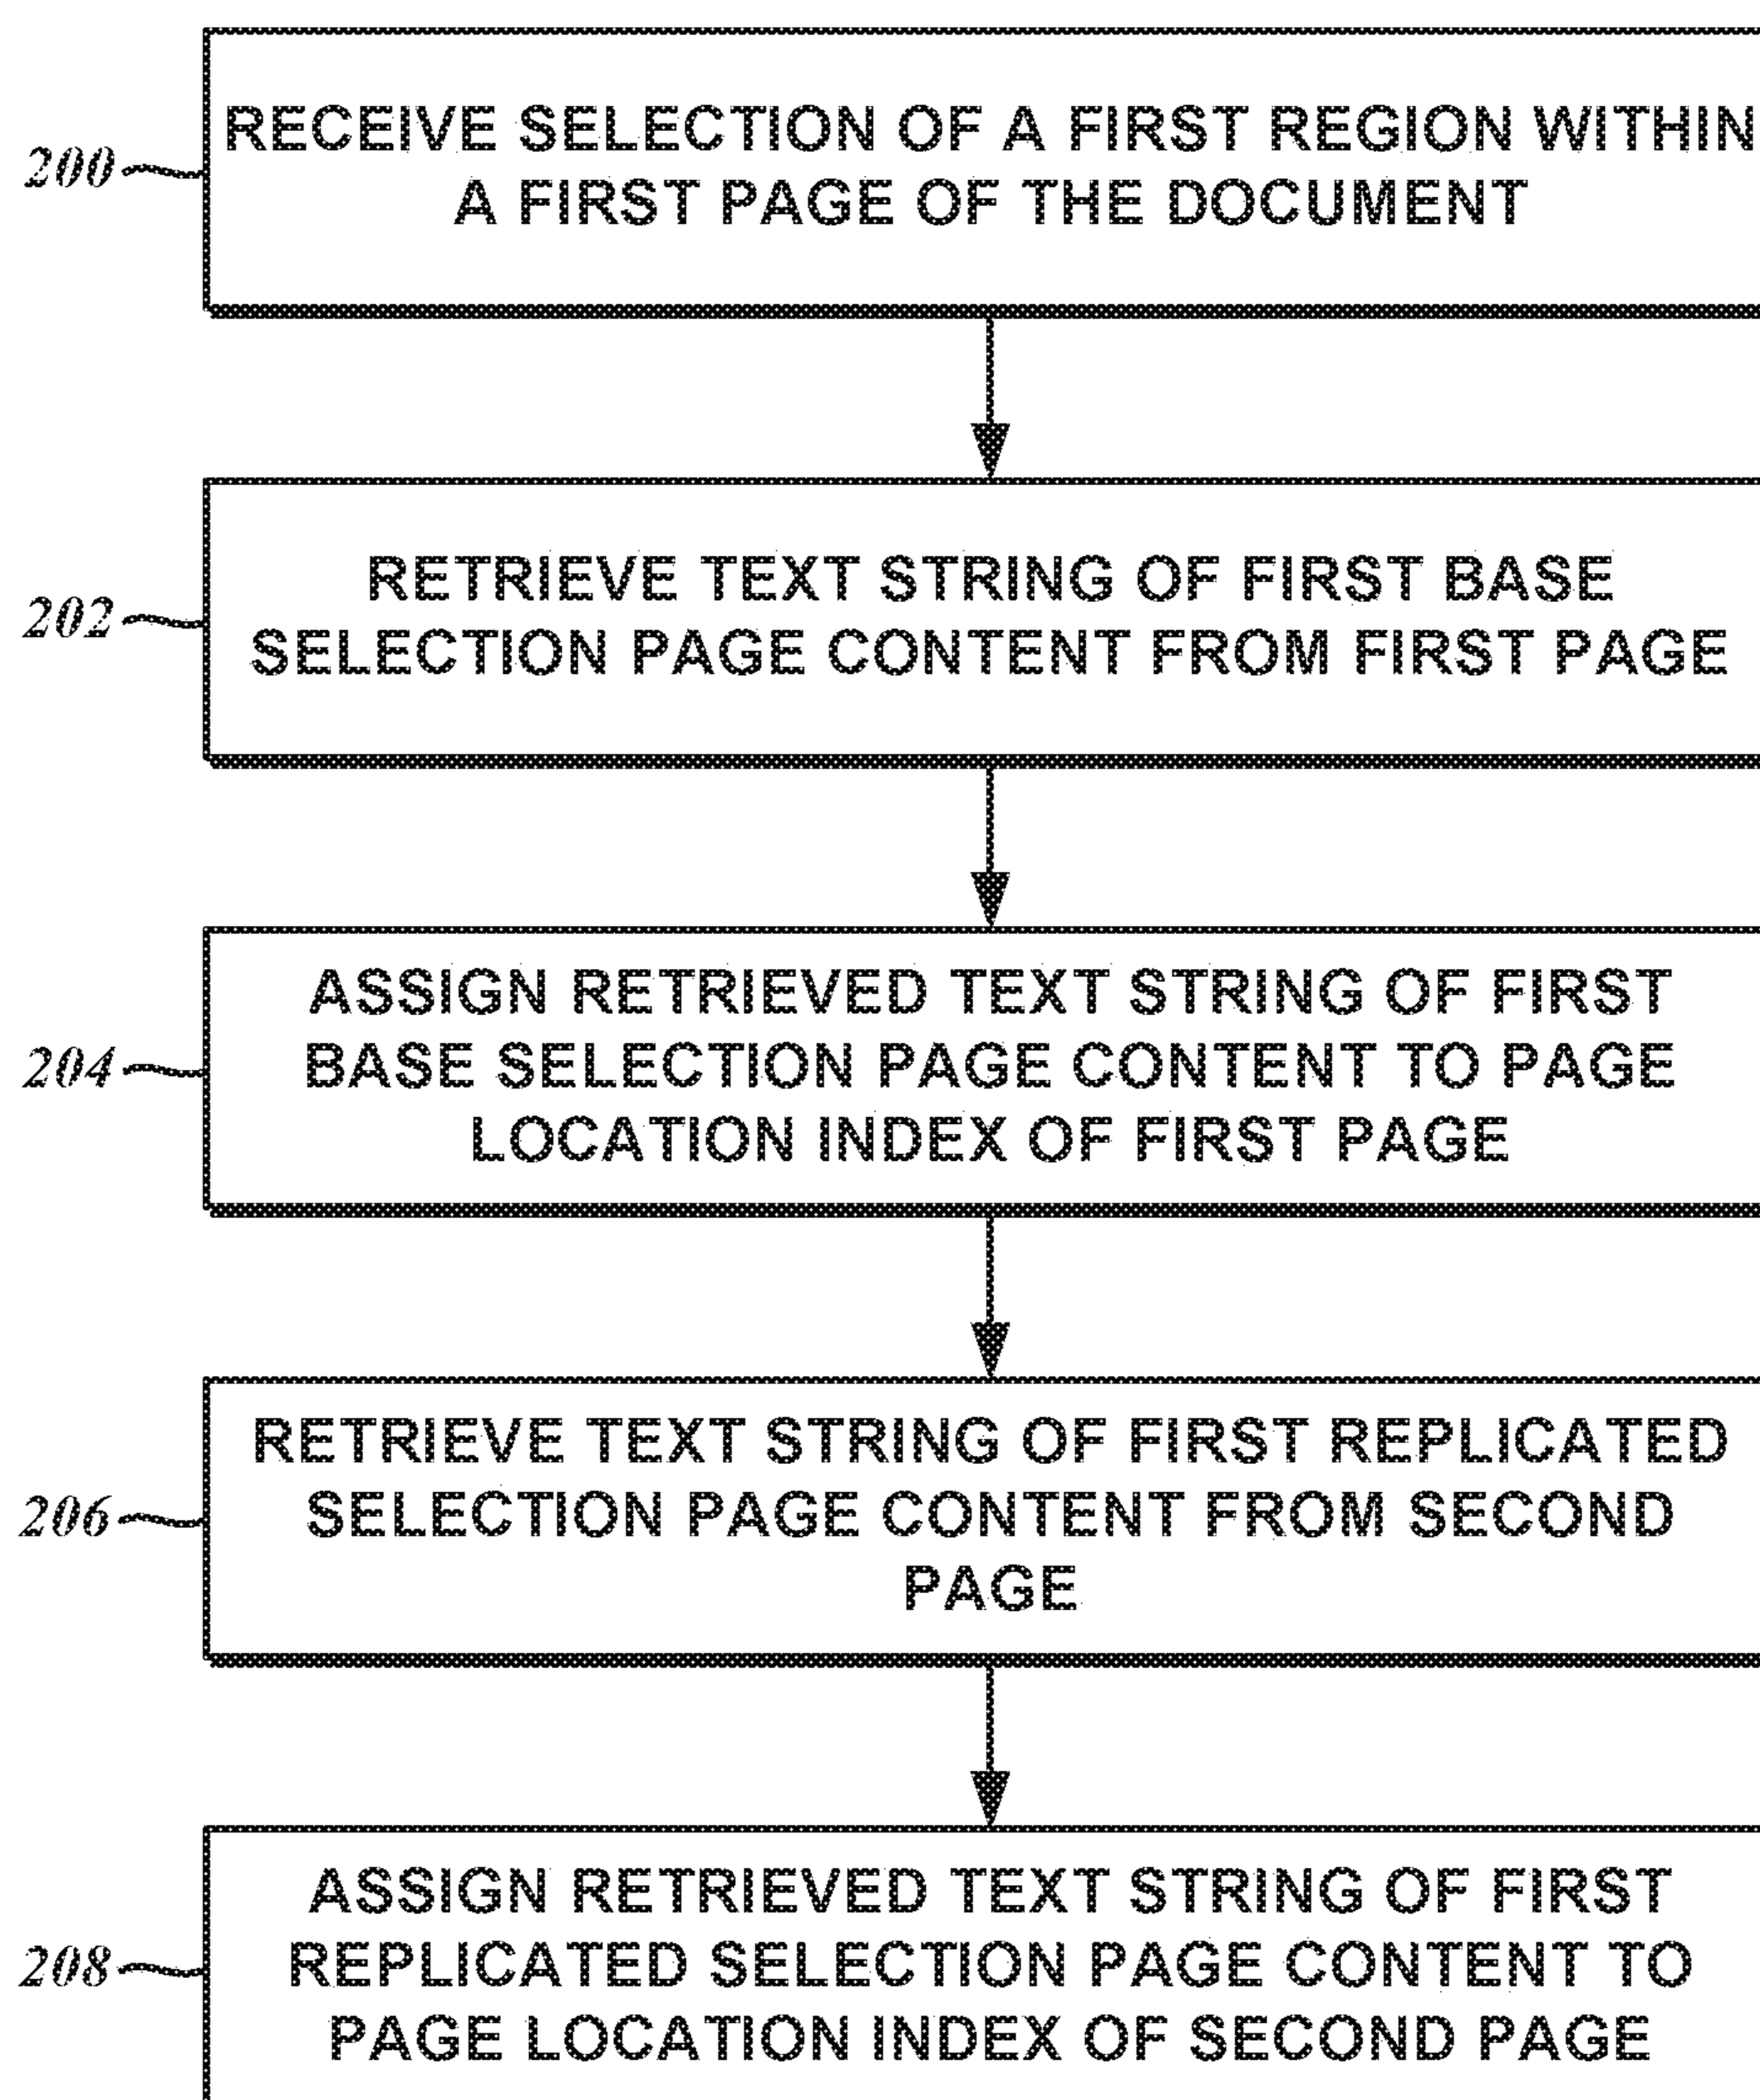 RECEIVE SELECTION OF A FIRST REGION WITHIN
A FIRST PAGE OF THE DOCUMENT
200
RETRIEVE TEXT STRING OF FIRST BASE
SELECTION PAGE CONTENT FROM FIRST PAGE
202
ASSIGN RETRIEVED TEXT STRING OF FIRST
BASE SELECTION PAGE CONTENT TO PAGE
LOCATION INDEX OF FIRST PAGE
204
RETRIEVE TEXT STRING OF FIRST REPLICATED
SELECTION PAGE CONTENT FROM SECOND
PAGE
206
ASSIGN RETRIEVED TEXT STRING OF FIRST
REPLICATED SELECTION PAGE CONTENT TO
PAGE LOCATION INDEX OF SECOND PAGE
208